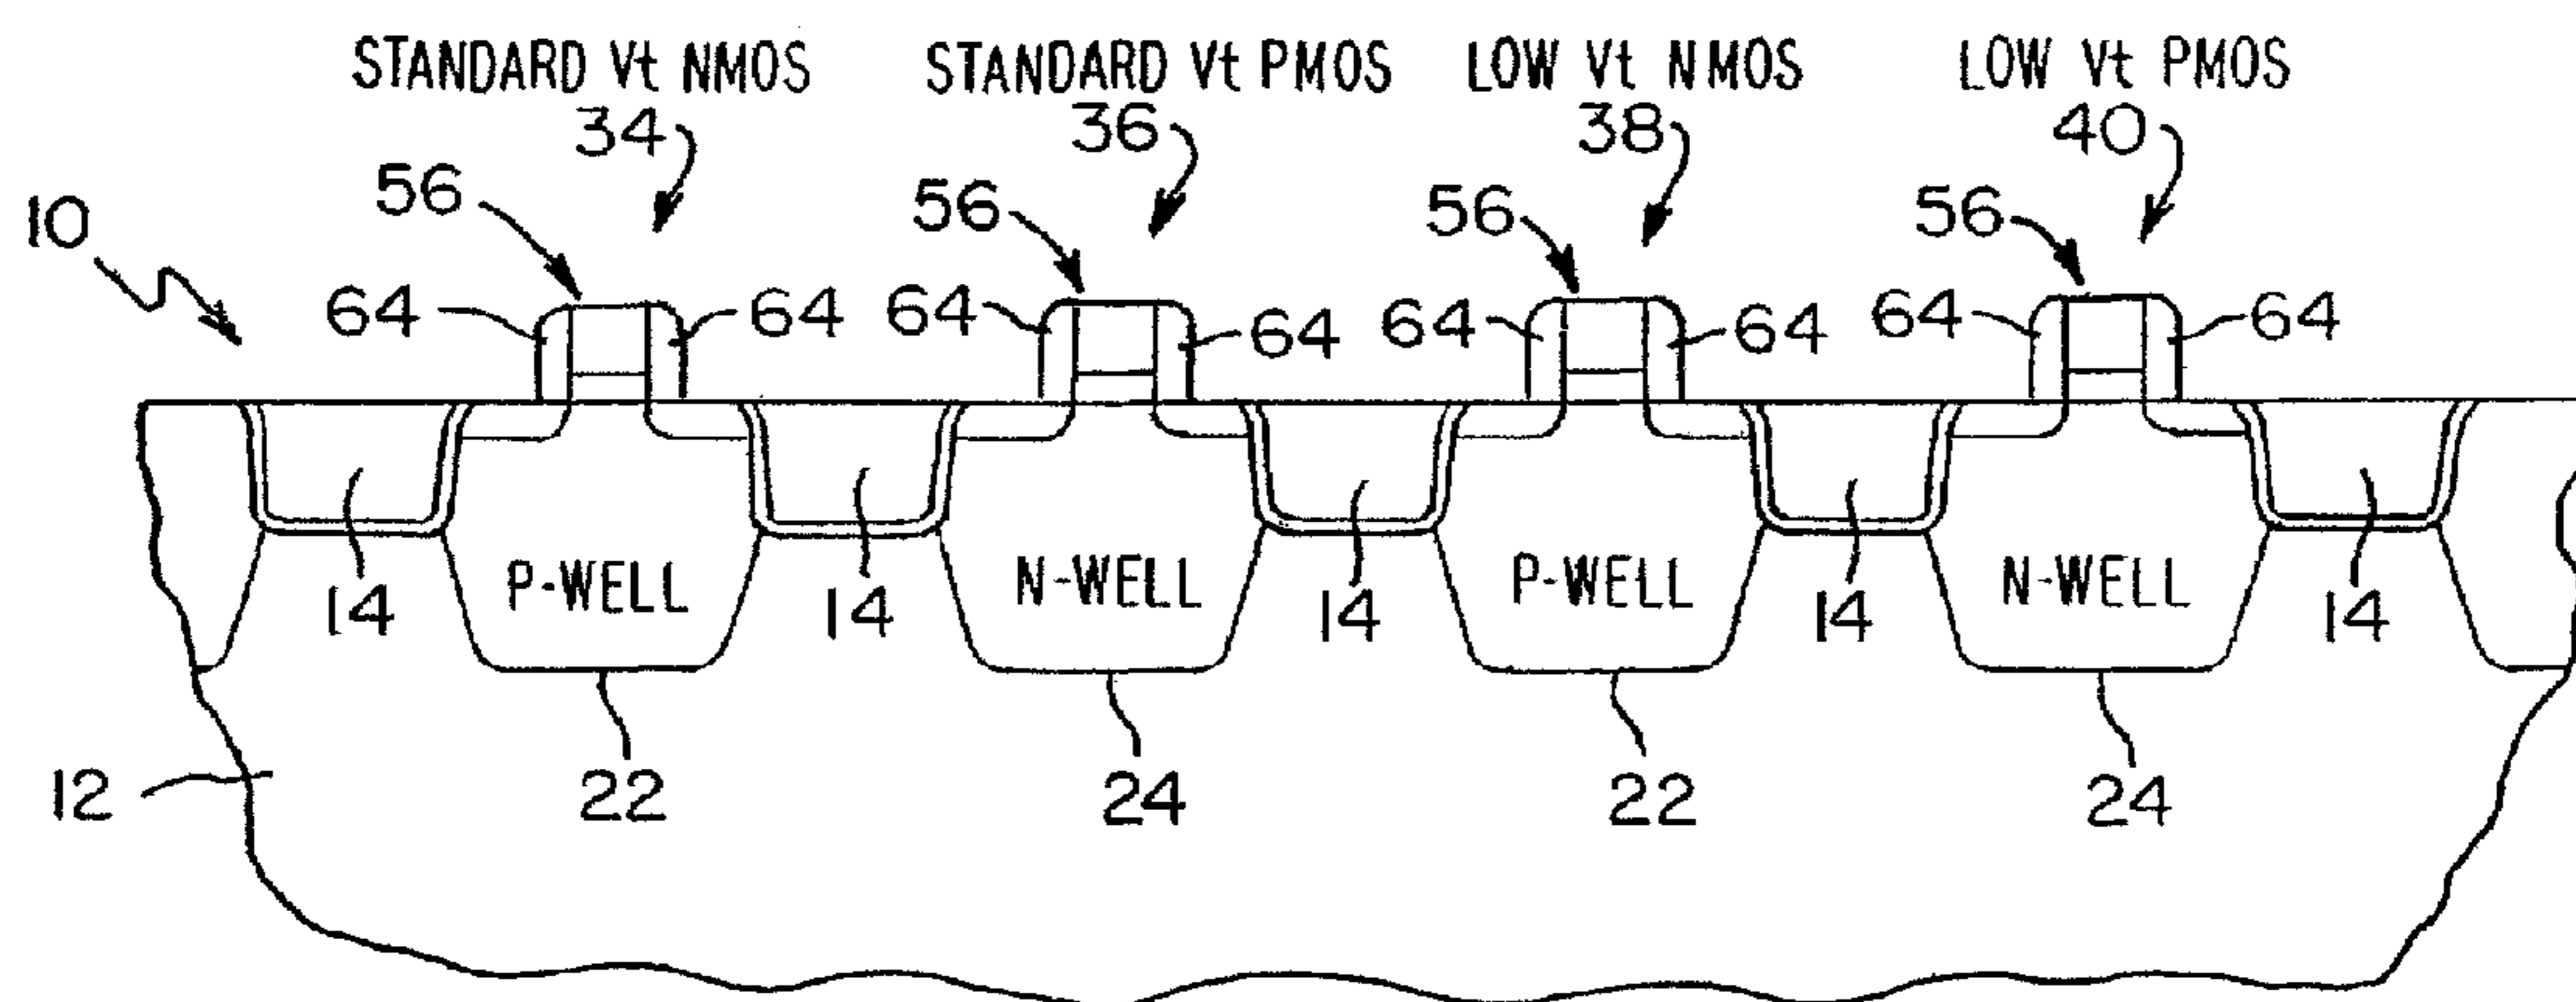 STANDARD Vt NMOS STANDARD Vt PMOS LOW Vt NMOS LOW Vt PMOS
34 36 38 40
56 56 56 56
10
64 64 64 64 64 64 64 64
P-WELL N-WELL P-WELL N-WELL
14 14 14 14 14
12 22 24 22 24